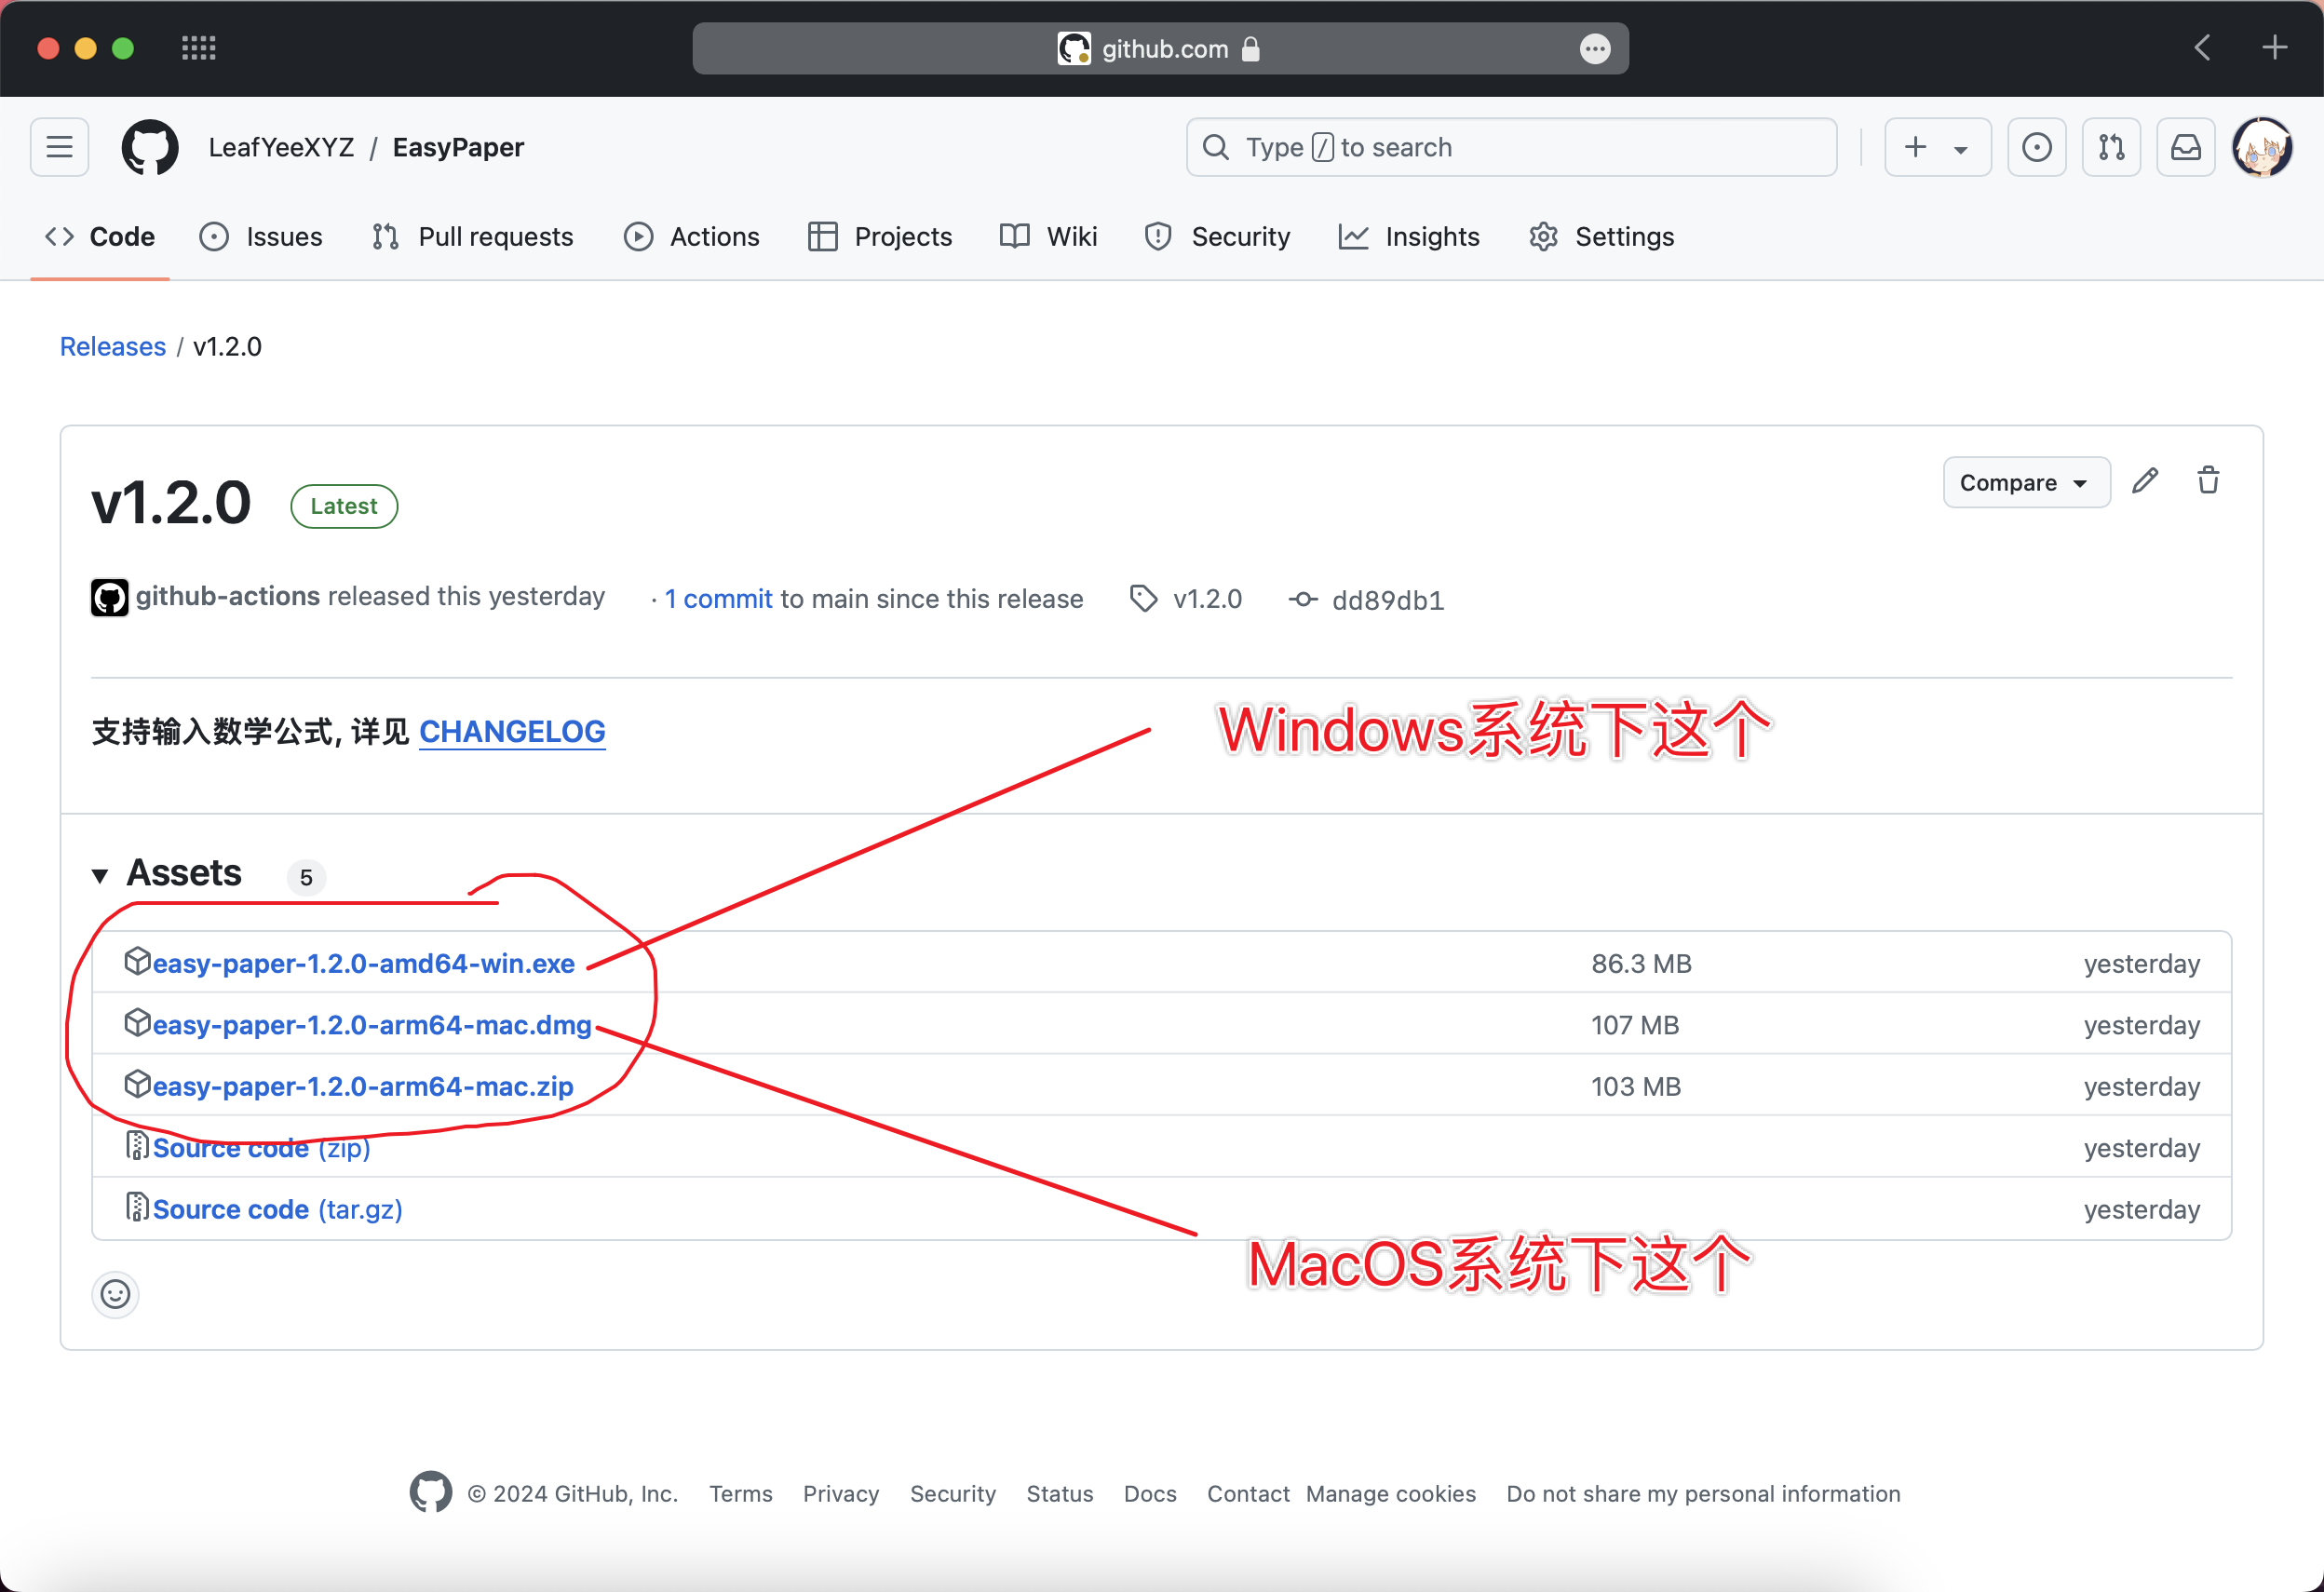 github.com
LeafYeeXYZ / EasyPaper
Type / to search
Code Issues Pull requests Actions Projects Wiki Security Insights Settings
Releases / v1.2.0
v1.2.0 Latest
Compare
github-actions released this yesterday · 1 commit to main since this release v1.2.0 dd89db1
支持输入数学公式, 详见 CHANGELOG
Windows系统下这个
Assets 5
easy-paper-1.2.0-amd64-win.exe 86.3 MB yesterday
easy-paper-1.2.0-arm64-mac.dmg 107 MB yesterday
easy-paper-1.2.0-arm64-mac.zip 103 MB yesterday
Source code (zip) yesterday
Source code (tar.gz) yesterday
MacOS系统下这个
© 2024 GitHub, Inc. Terms Privacy Security Status Docs Contact Manage cookies Do not share my personal information